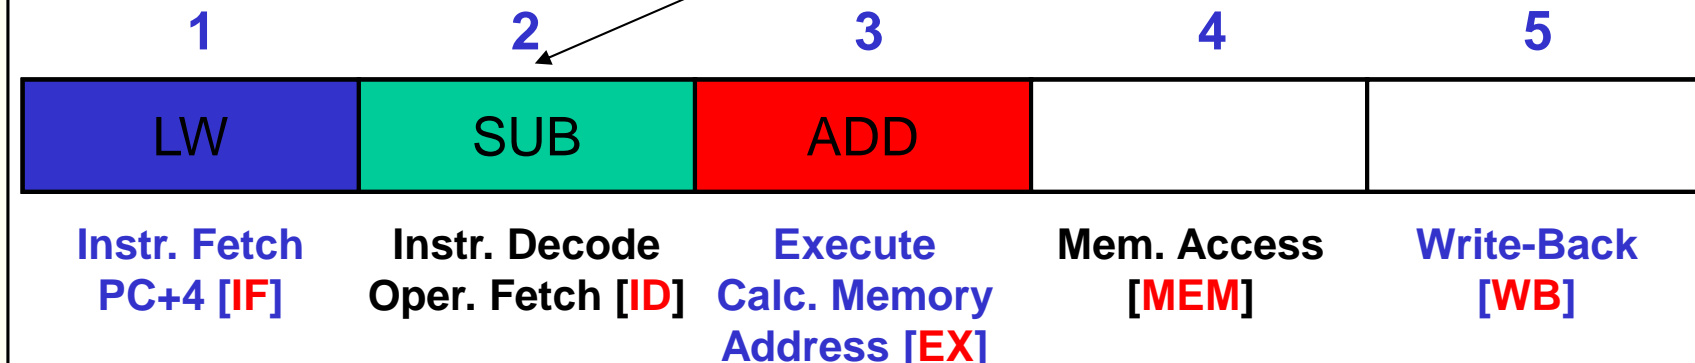 1 2 3 4 5
LW SUB ADD
Instr. Fetch Instr. Decode Execute Mem. Access Write-Back
PC+4 [IF] Oper. Fetch [ID] Calc. Memory [MEM] [WB]
Address [EX]